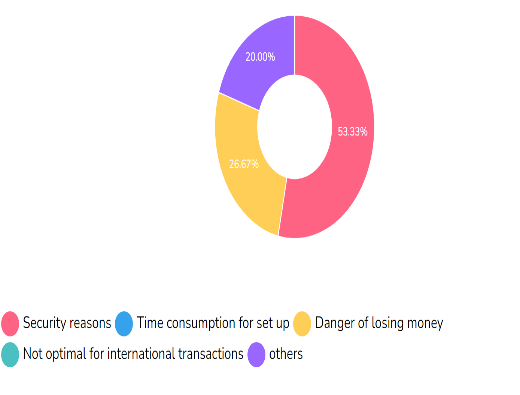 20.00%
53.33%
26.67%
Security reasons Time consumption for set up Danger of losing money
Not optimal for international transactions others